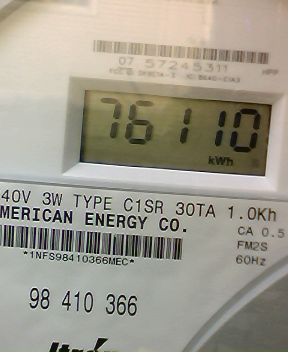 07 57245311
76110
kWh
40V 3W TYPE C1SR 30TA 1.0Kh
MERICAN ENERGY CO.
CA 0.5
FM2S
60Hz
*1NFS98410366MEC*
98 410 366
Itrón